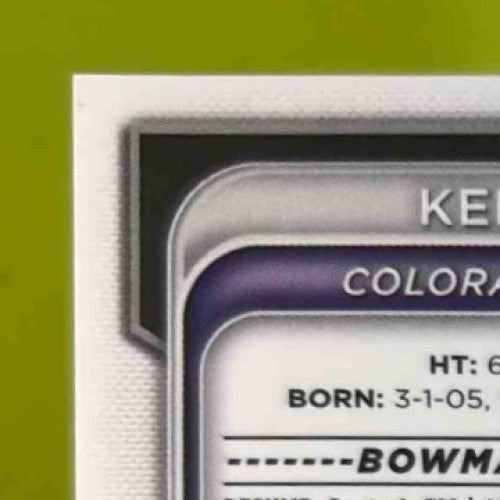 KE
COLORA
HT: 6
BORN: 3-1-05,
-------BOWMA